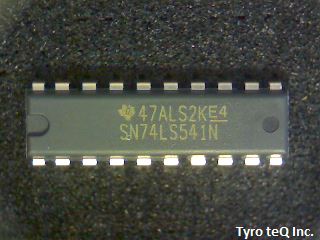 47ALS2KE4
SN74LS541N
Tyro teQ Inc.